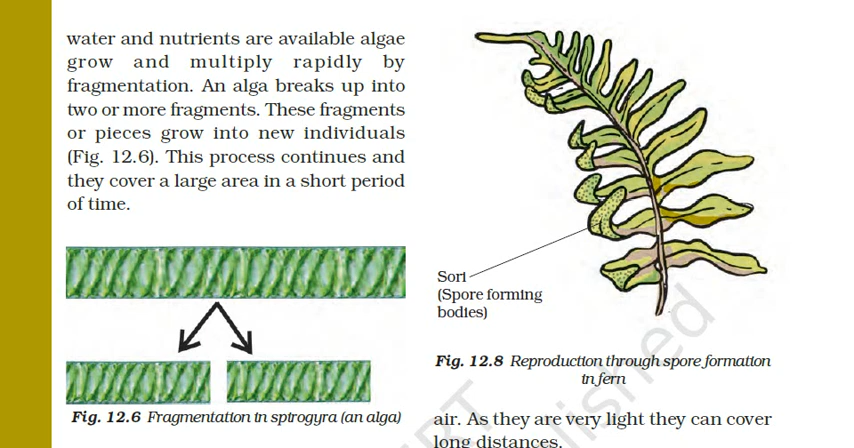 water and nutrients are available algae
grow and multiply rapidly by
fragmentation. An alga breaks up into
two or more fragments. These fragments
or pieces grow into new individuals
(Fig. 12.6). This process continues and
they cover a large area in a short period
of time.
Fig. 12.6 Fragmentation in spirogyra (an alga)
Sori
(Spore forming
bodies)
Fig. 12.8 Reproduction through spore formation
in fern
air. As they are very light they can cover
long distances.